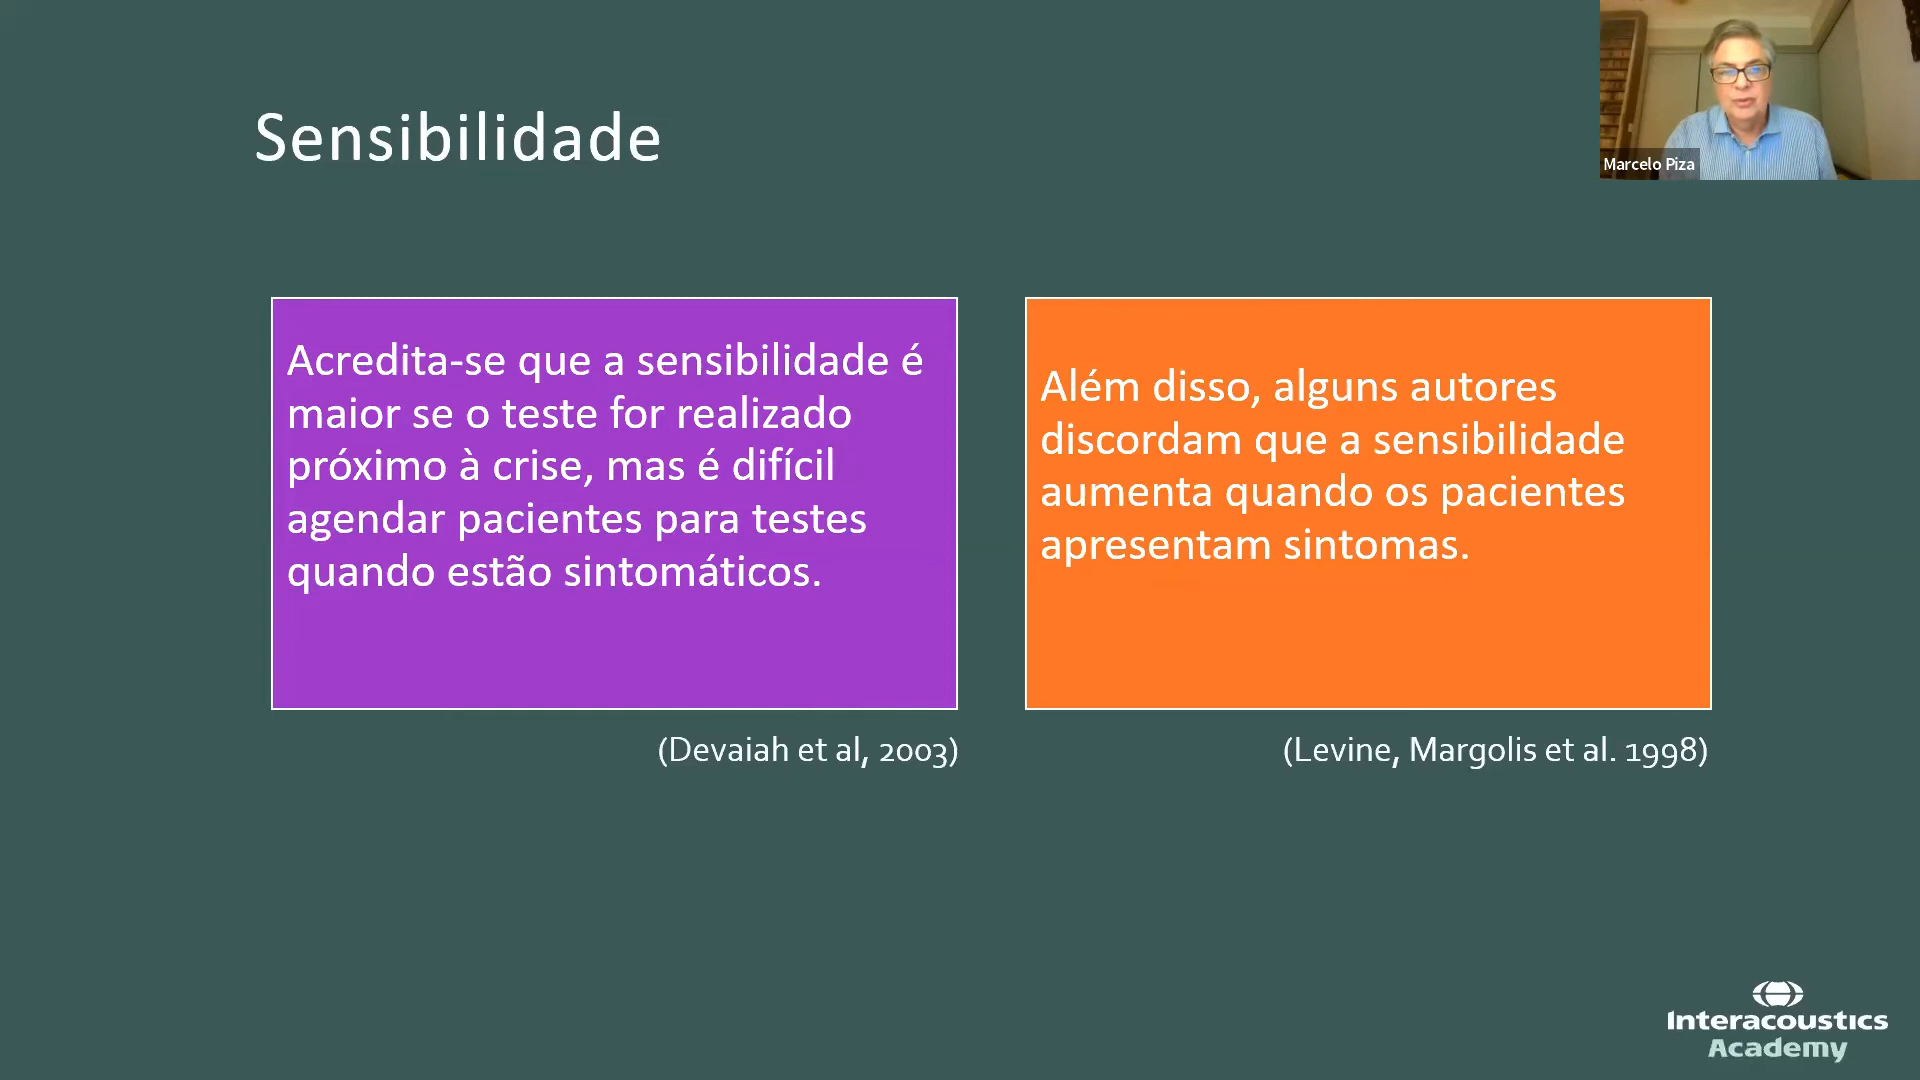 Sensibilidade
Marcelo Piza
Acredita-se que a sensibilidade é
maior se o teste for realizado
próximo à crise, mas é difícil
agendar pacientes para testes
quando estão sintomáticos.
(Devaiah et al, 2003)
Além disso, alguns autores
discordam que a sensibilidade
aumenta quando os pacientes
apresentam sintomas.
(Levine, Margolis et al. 1998)
Interacoustics
Academy